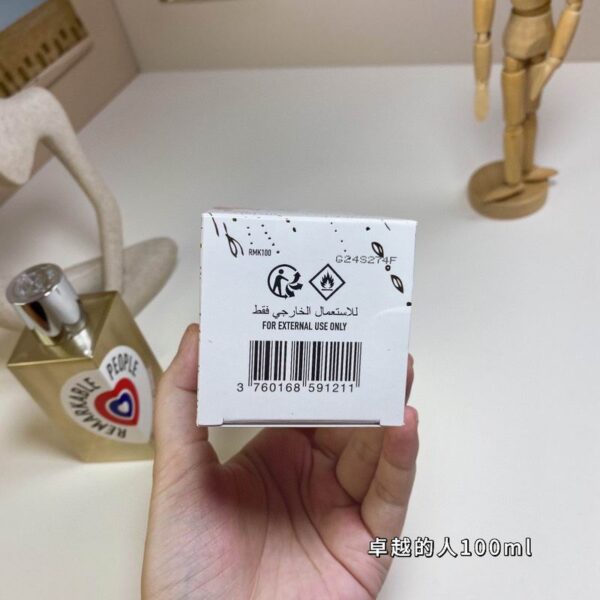 RMK100
G24S274F
للاستعمال الخارجي فقط
FOR EXTERNAL USE ONLY
3 760168 591211
REMARKABLE PEOPLE
卓越的人100ml